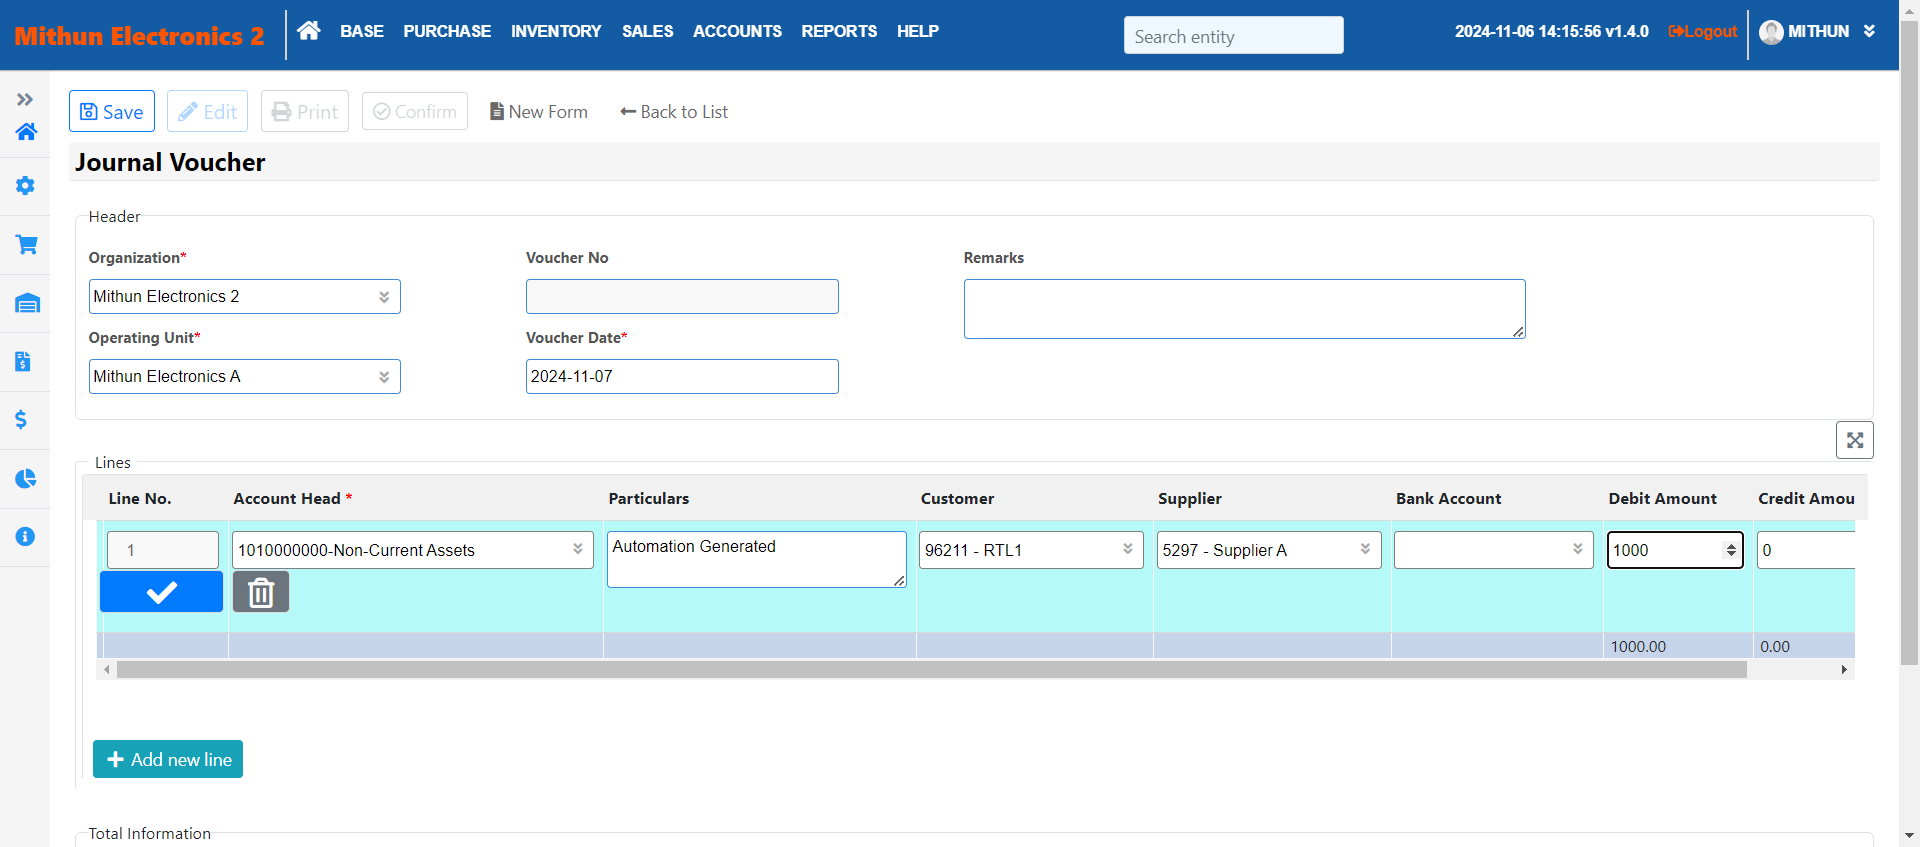 Mithun Electronics 2
BASE PURCHASE INVENTORY SALES ACCOUNTS REPORTS HELP
Search entity
2024-11-06 14:15:56 v1.4.0 Logout MITHUN
Save Edit Print Confirm New Form Back to List
Journal Voucher
Header
Organization* Voucher No Remarks
Mithun Electronics 2
Operating Unit* Voucher Date*
Mithun Electronics A 2024-11-07
Lines
Line No. Account Head * Particulars Customer Supplier Bank Account Debit Amount Credit Amou
1 1010000000-Non-Current Assets Automation Generated 96211 - RTL1 5297 - Supplier A 1000 0
1000.00 0.00
Add new line
Total Information